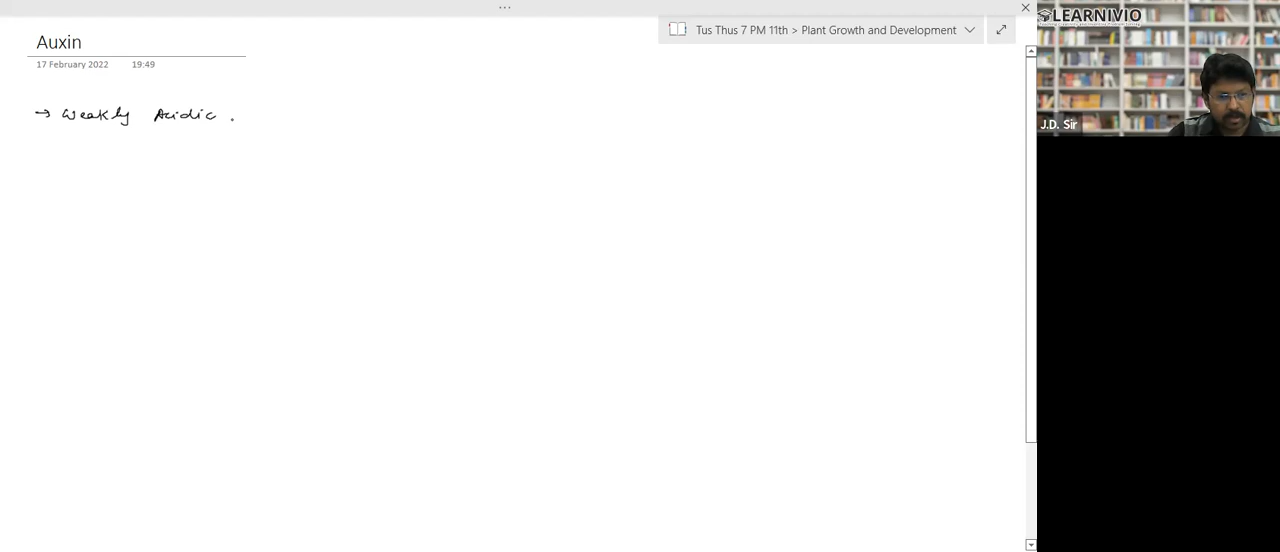 LEARNIVIO
Tus Thus 7 PM 11th > Plant Growth and Development
Auxin
17 February 2022 19:49
→ Weakly Acidic .
J.D. Sir